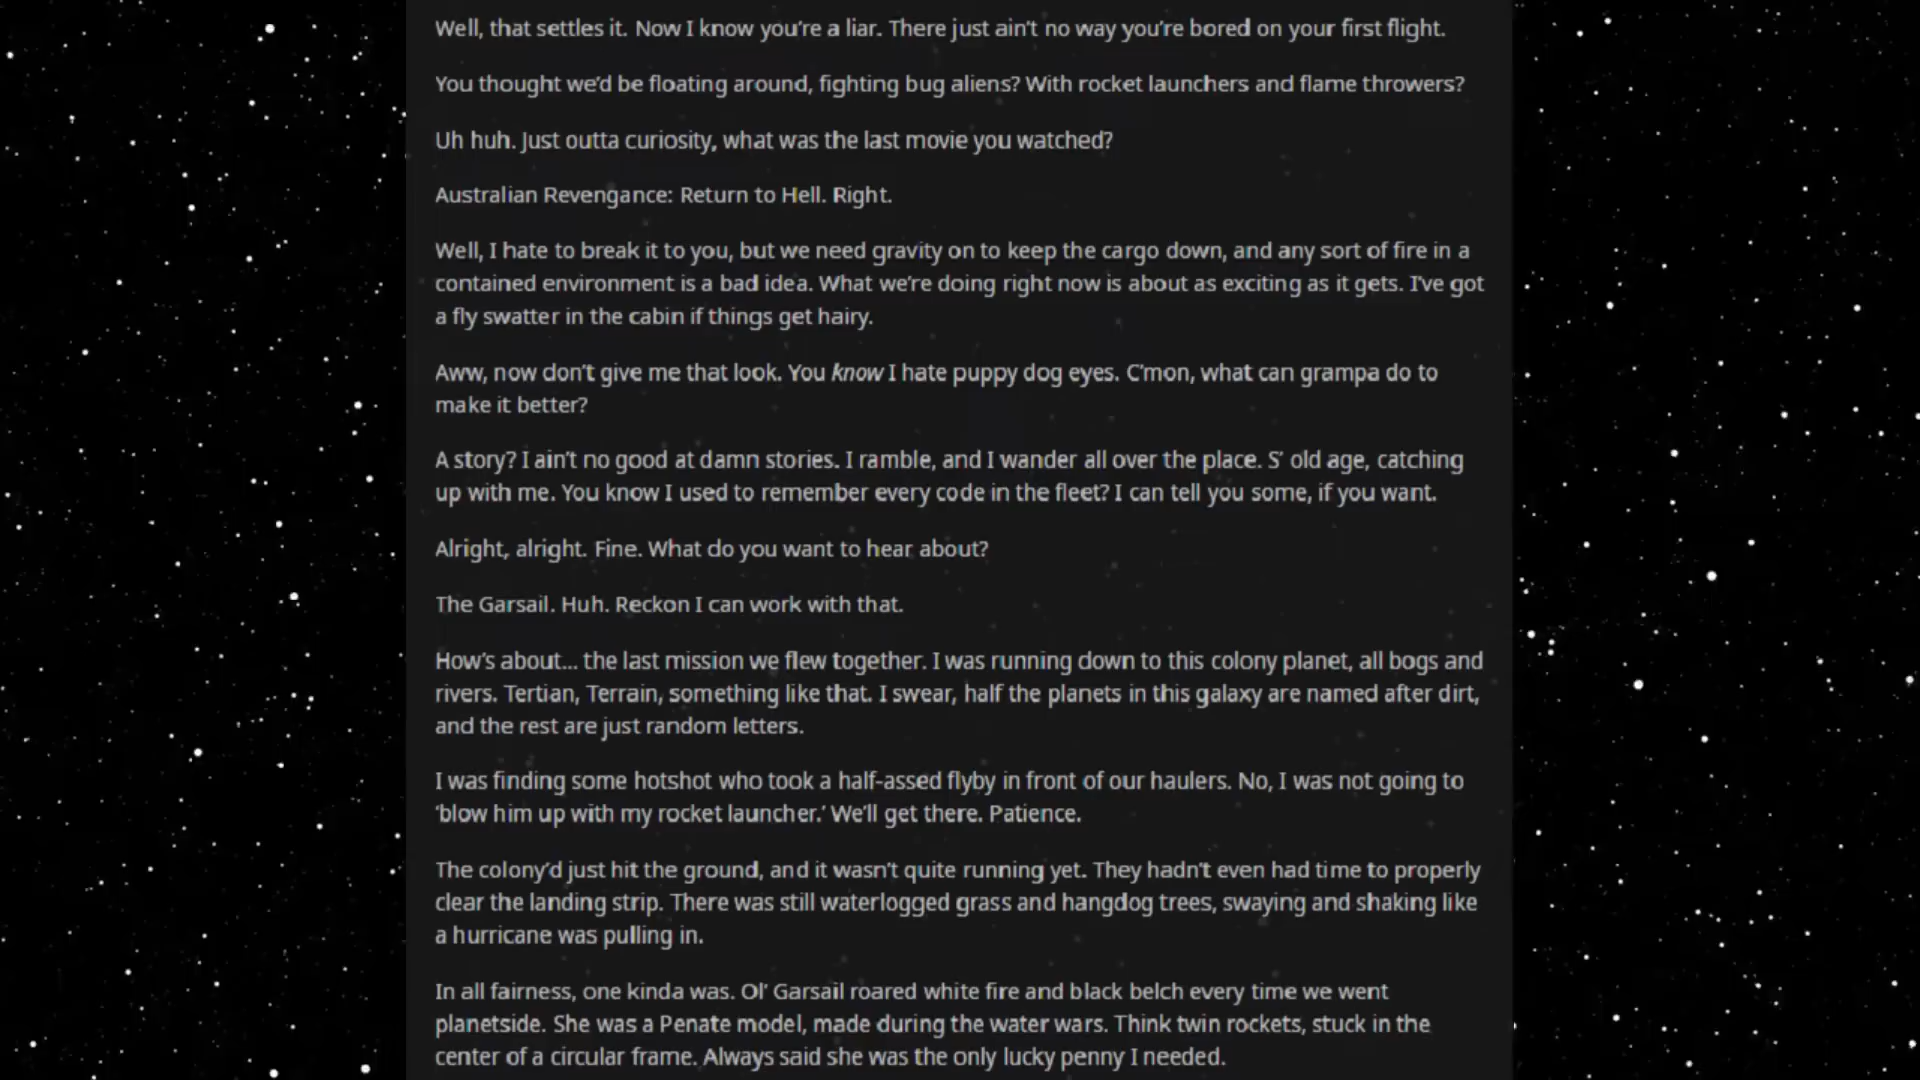 Well, that settles it. Now I know you're a liar. There just ain't no way you're bored on your first flight.
You thought we'd be floating around, fighting bug aliens? With rocket launchers and flame throwers?
Uh huh. Just outta curiosity, what was the last movie you watched?
Australian Revengance: Return to Hell. Right.
Well, I hate to break it to you, but we need gravity on to keep the cargo down, and any sort of fire in a
contained environment is a bad idea. What we're doing right now is about as exciting as it gets. I've got
a fly swatter in the cabin if things get hairy.
Aww, now don't give me that look. You know I hate puppy dog eyes. C'mon, what can grampa do to
make it better?
A story? I ain't no good at damn stories. I ramble, and I wander all over the place. S' old age, catching
up with me. You know I used to remember every code in the fleet? I can tell you some, if you want.
Alright, alright. Fine. What do you want to hear about?
The Garsail. Huh. Reckon I can work with that.
How's about... the last mission we flew together. I was running down to this colony planet, all bogs and
rivers. Tertian, Terrain, something like that. I swear, half the planets in this galaxy are named after dirt,
and the rest are just random letters.
I was finding some hotshot who took a half-assed flyby in front of our haulers. No, I was not going to
'blow him up with my rocket launcher.' We'll get there. Patience.
The colony'd just hit the ground, and it wasn't quite running yet. They hadn't even had time to properly
clear the landing strip. There was still waterlogged grass and hangdog trees, swaying and shaking like
a hurricane was pulling in.
In all fairness, one kinda was. Ol' Garsail roared white fire and black belch every time we went
planetside. She was a Penate model, made during the water wars. Think twin rockets, stuck in the
center of a circular frame. Always said she was the only lucky penny I needed.